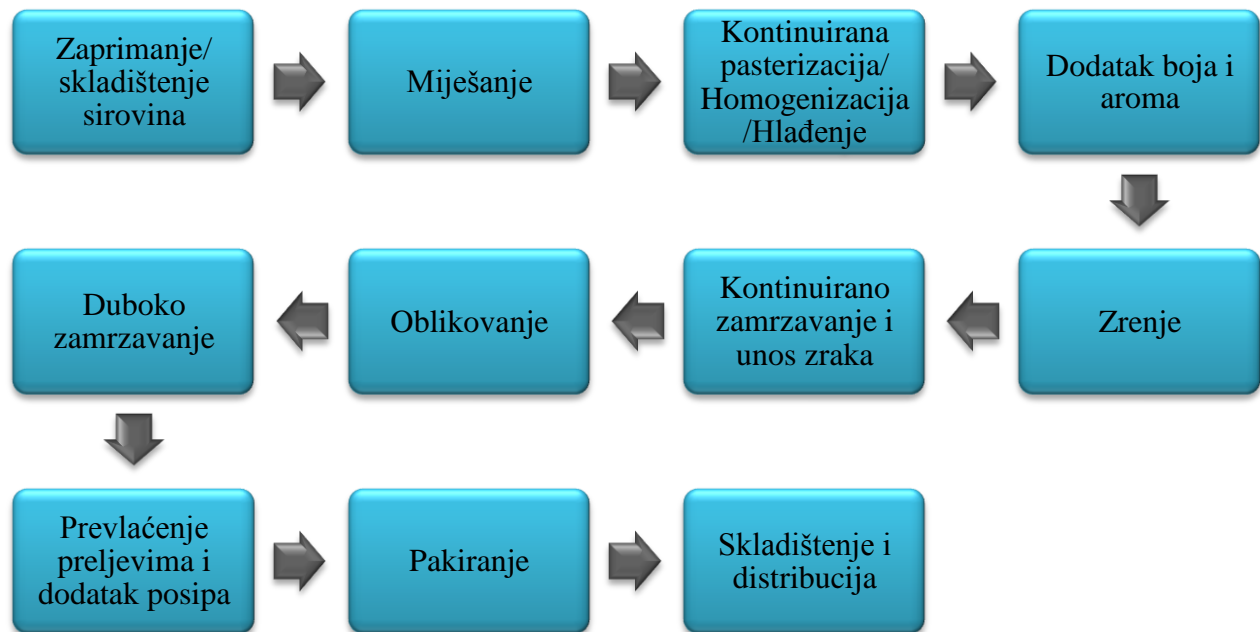 Zaprimanje/
skladištenje
sirovina
Miješanje
Kontinuirana
pasterizacija/
Homogenizacija
/Hlađenje
Dodatak boja i
aroma
Zrenje
Kontinuirano
zamrzavanje i
unos zraka
Oblikovanje
Duboko
zamrzavanje
Prevlaćenje
preljevima i
dodatak posipa
Pakiranje
Skladištenje i
distribucija